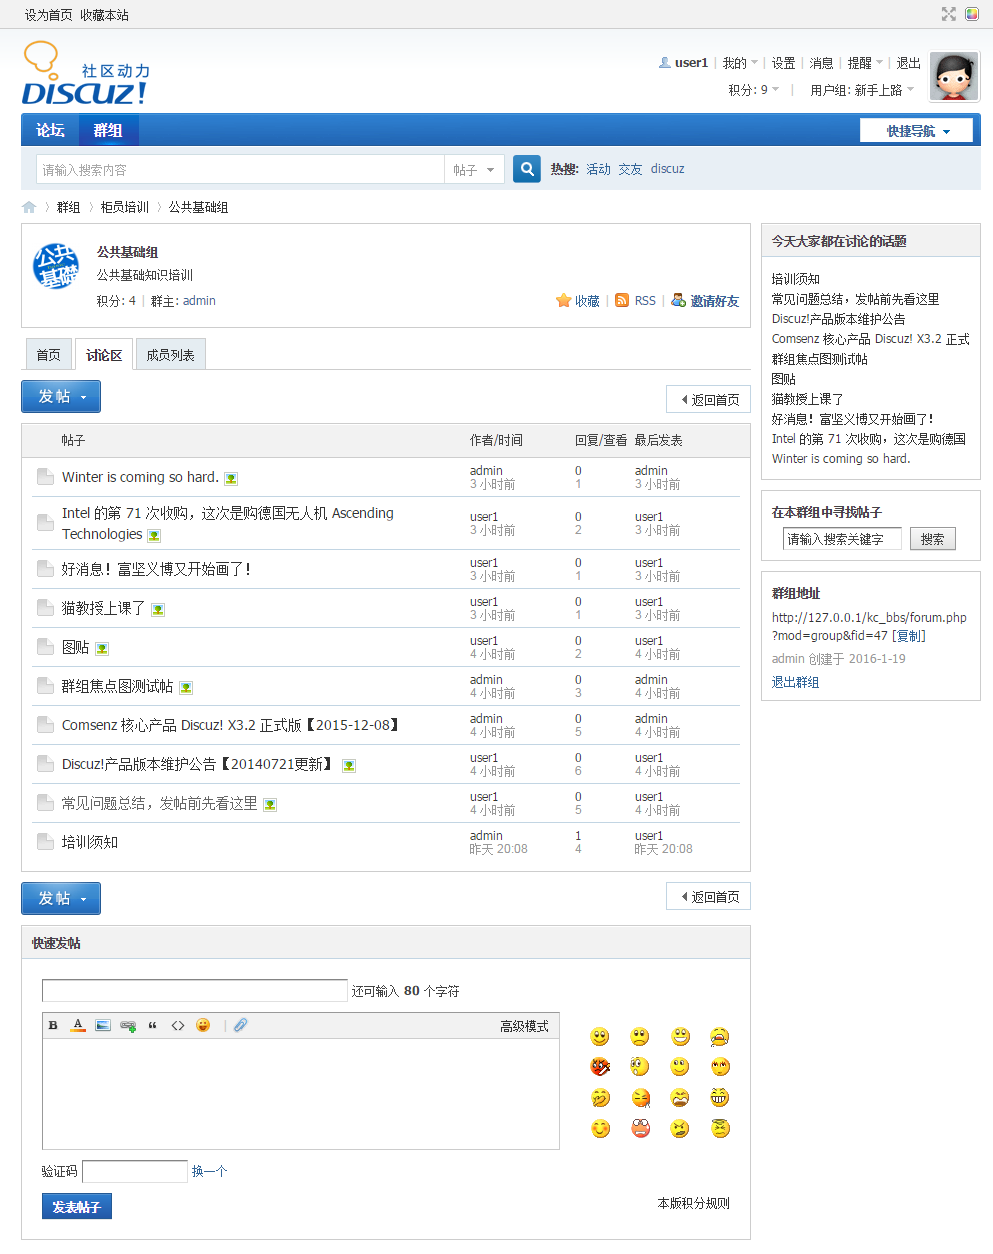 设为首页 收藏本站
社区动力
DISCUZ!
user1 | 我的 | 设置 | 消息 | 提醒 | 退出
积分: 9 | 用户组: 新手上路
论坛 群组 快捷导航
请输入搜索内容 帖子 热搜: 活动 交友 discuz
群组 柜员培训 公共基础组
公共基礎
公共基础组
公共基础知识培训
积分: 4 | 群主: admin 收藏 | RSS | 邀请好友
首页 讨论区 成员列表
发帖 返回首页
帖子 作者/时间 回复/查看 最后发表
Winter is coming so hard. admin 0 admin
3 小时前 1 3 小时前
Intel 的第 71 次收购，这次是购德国无人机 Ascending user1 0 user1
Technologies 3 小时前 2 3 小时前
好消息！富坚义博又开始画了！ user1 0 user1
3 小时前 1 3 小时前
猫教授上课了 user1 0 user1
3 小时前 1 3 小时前
图贴 user1 0 user1
4 小时前 2 4 小时前
群组焦点图测试帖 admin 0 admin
4 小时前 3 4 小时前
Comsenz 核心产品 Discuz! X3.2 正式版【2015-12-08】 admin 0 admin
4 小时前 5 4 小时前
Discuz!产品版本维护公告【20140721更新】 user1 0 user1
4 小时前 6 4 小时前
常见问题总结，发帖前先看这里 user1 0 user1
4 小时前 5 4 小时前
培训须知 admin 1 user1
昨天 20:08 4 昨天 20:08
发帖 返回首页
快速发帖
还可输入 80 个字符
B A “ <> | 高级模式
验证码 换一个
发表帖子 本版积分规则
今天大家都在讨论的话题
培训须知
常见问题总结，发帖前先看这里
Discuz!产品版本维护公告
Comsenz 核心产品 Discuz! X3.2 正式
群组焦点图测试帖
图贴
猫教授上课了
好消息！富坚义博又开始画了！
Intel 的第 71 次收购，这次是购德国
Winter is coming so hard.
在本群组中寻找帖子
请输入搜索关键字 搜索
群组地址
http://127.0.0.1/kc_bbs/forum.php
?mod=group&fid=47 [复制]
admin 创建于 2016-1-19
退出群组